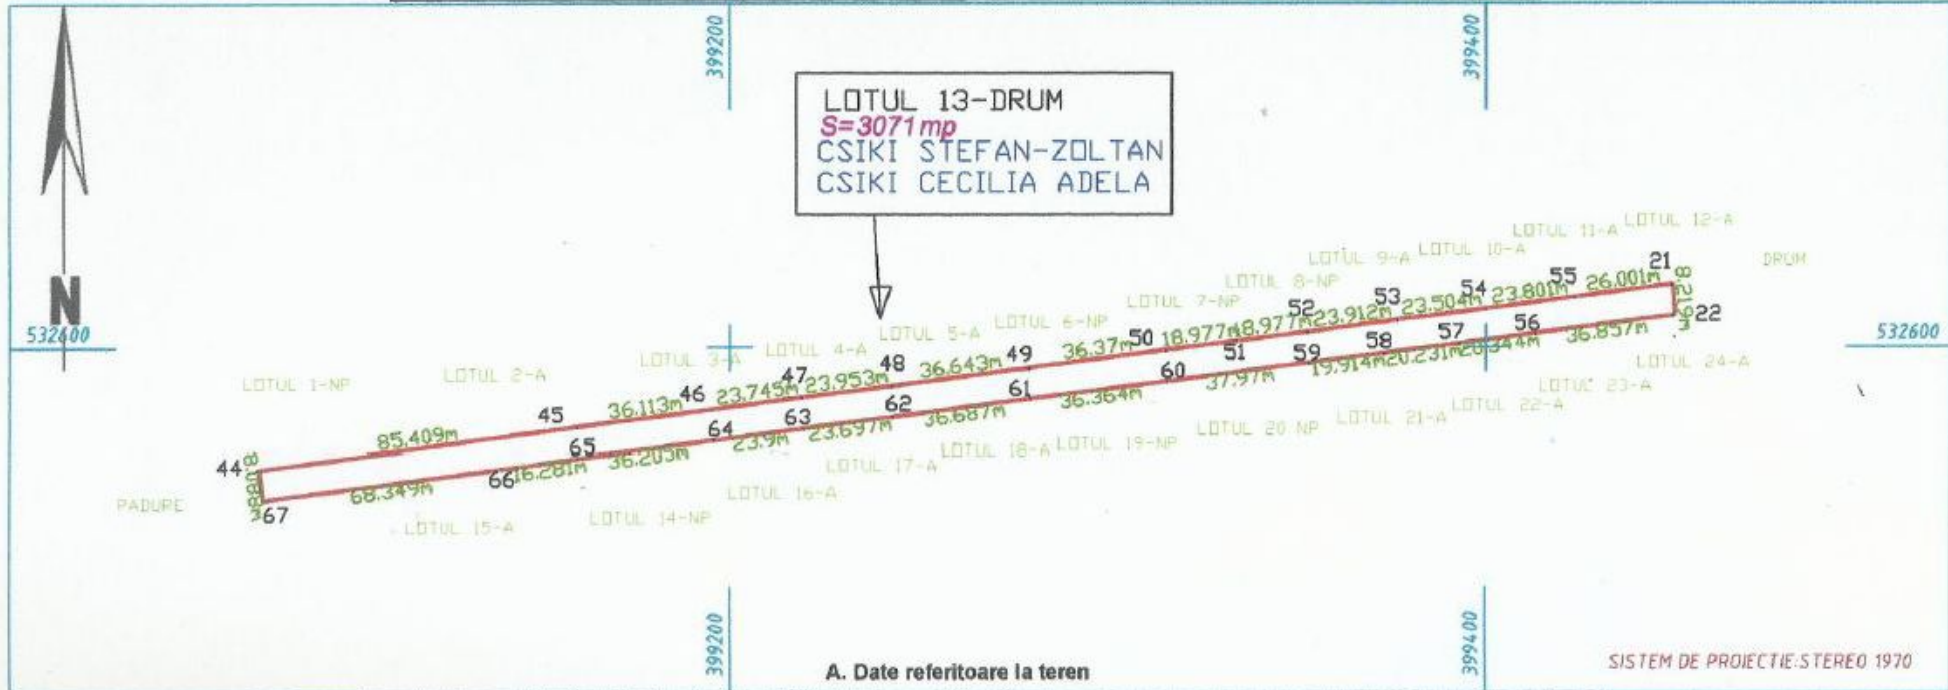 399200
399400
LOTUL 13-DRUM
S=3071mp
CSIKI STEFAN-ZOLTAN
CSIKI CECILIA ADELA
N
532600
532600
LOTUL 1-NP
LOTUL 2-A
LOTUL 3-A
LOTUL 4-A
LOTUL 5-A
LOTUL 6-NP
LOTUL 7-NP
LOTUL 8-NP
LOTUL 9-A
LOTUL 10-A
LOTUL 11-A
LOTUL 12-A
DRUM
44
45
46
47
48
49
50
51
52
53
54
55
21
85.409m
36.113m
23.745m
23.953m
36.643m
36.37m
18.977m
18.977m
23.912m
23.504m
23.801m
26.001m
8.219m
22
8.088m
67
66
65
64
63
62
61
60
59
58
57
56
68.349m
16.281m
36.203m
23.9m
23.697m
36.687m
36.364m
37.97m
19.914m
20.231m
20.344m
36.857m
PADURE
LOTUL 15-A
LOTUL 14-NP
LOTUL 16-A
LOTUL 17-A
LOTUL 18-A
LOTUL 19-NP
LOTUL 20 NP
LOTUL 21-A
LOTUL 22-A
LOTUL 23-A
LOTUL 24-A
399200
399400
A. Date referitoare la teren
SISTEM DE PROIECTIE:STEREO 1970